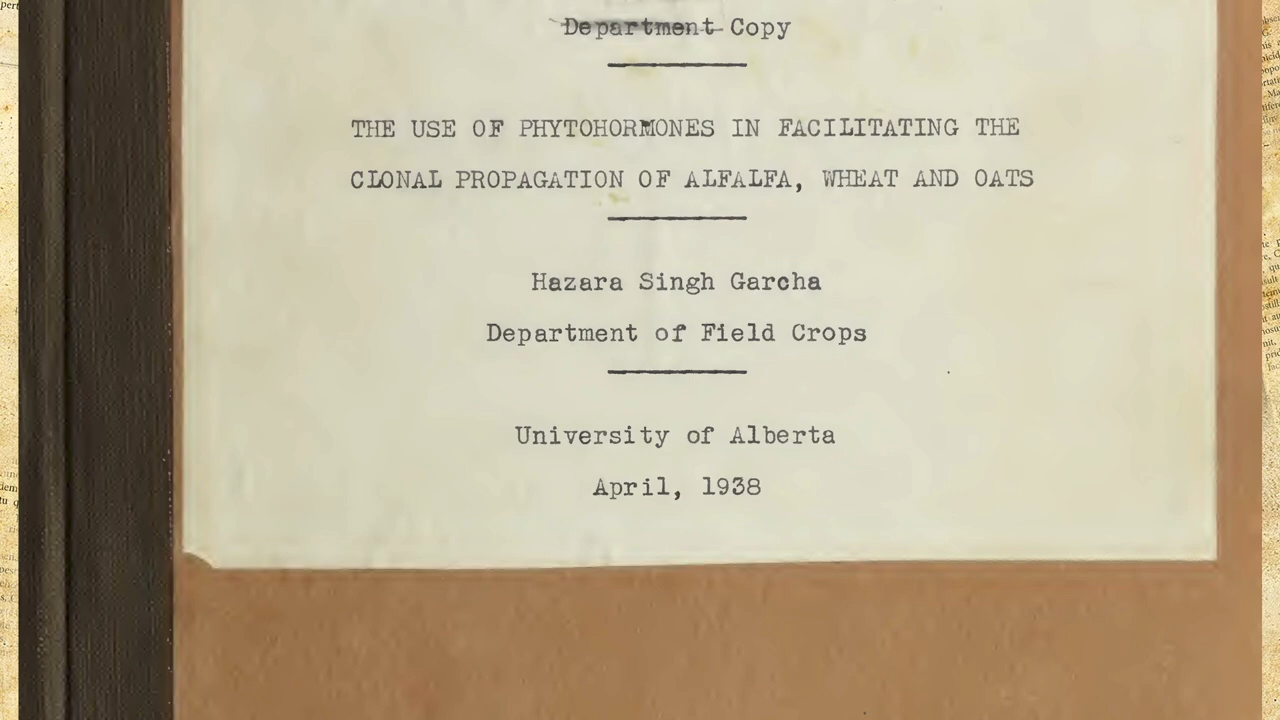 Department Copy
THE USE OF PHYTOHORMONES IN FACILITATING THE
CLONAL PROPAGATION OF ALFALFA, WHEAT AND OATS
Hazara Singh Garcha
Department of Field Crops
University of Alberta
April, 1938